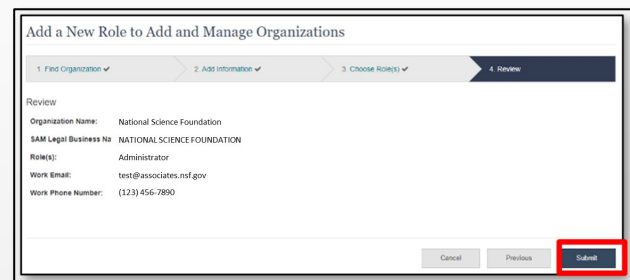 Add a New Role to Add and Manage Organizations
1. Find Organization ✔ 2. Add Information ✔ 3. Choose Role(s) ✔ 4. Review
Review
Organization Name: National Science Foundation
SAM Legal Business Na NATIONAL SCIENCE FOUNDATION
Role(s): Administrator
Work Email: test@associates.nsf.gov
Work Phone Number: (123) 456-7890
Cancel Previous Submit